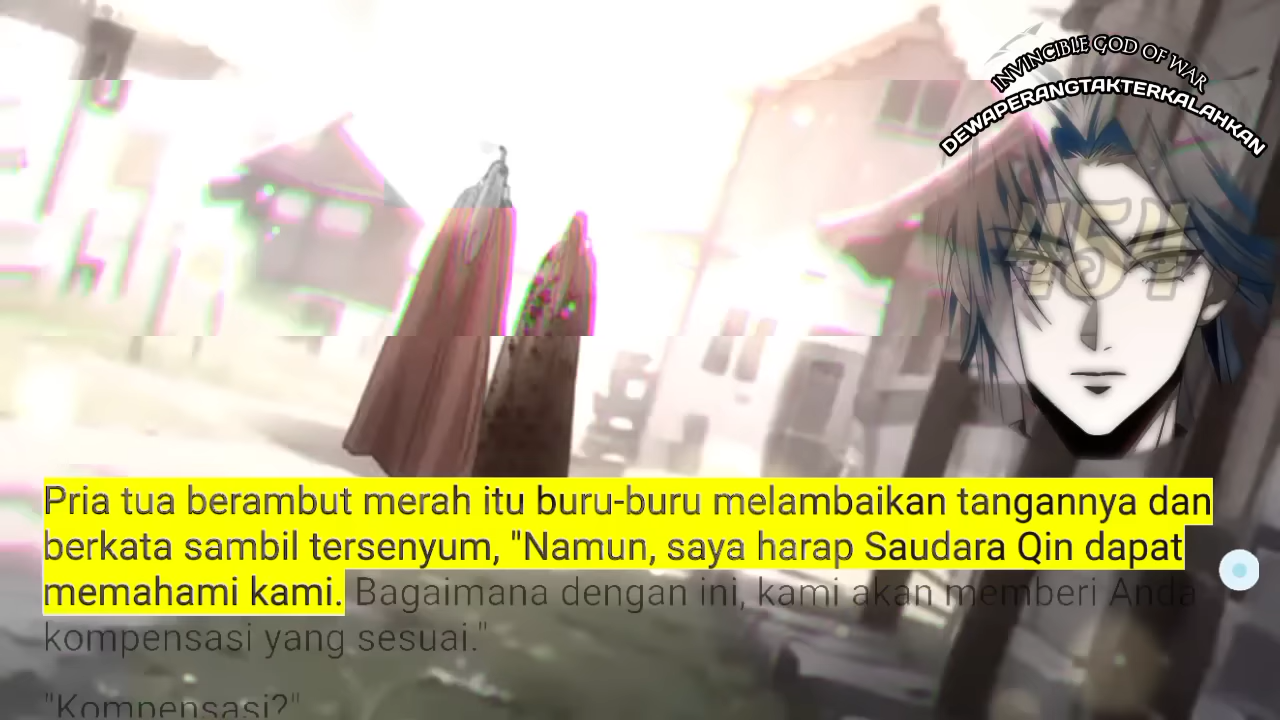 INVINCIBLE GOD OF WAR
DEWAPERANGTAKTERKALAHKAN
454
Pria tua berambut merah itu buru-buru melambaikan tangannya dan
berkata sambil tersenyum, "Namun, saya harap Saudara Qin dapat
memahami kami. Bagaimana dengan ini, kami akan memberi Anda
kompensasi yang sesuai."
"Kompensasi?"